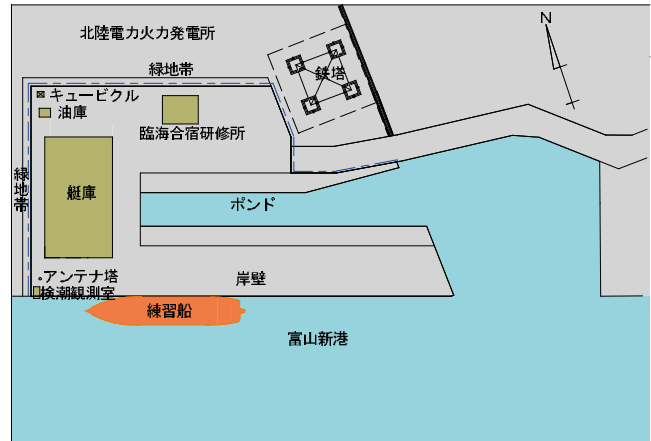 北陸電力火力発電所
N
緑地帯
鉄塔
キュービクル
油庫
臨海合宿研修所
緑地帯
艇庫
ポンド
アンテナ塔
検潮観測室
岸壁
練習船
富山新港